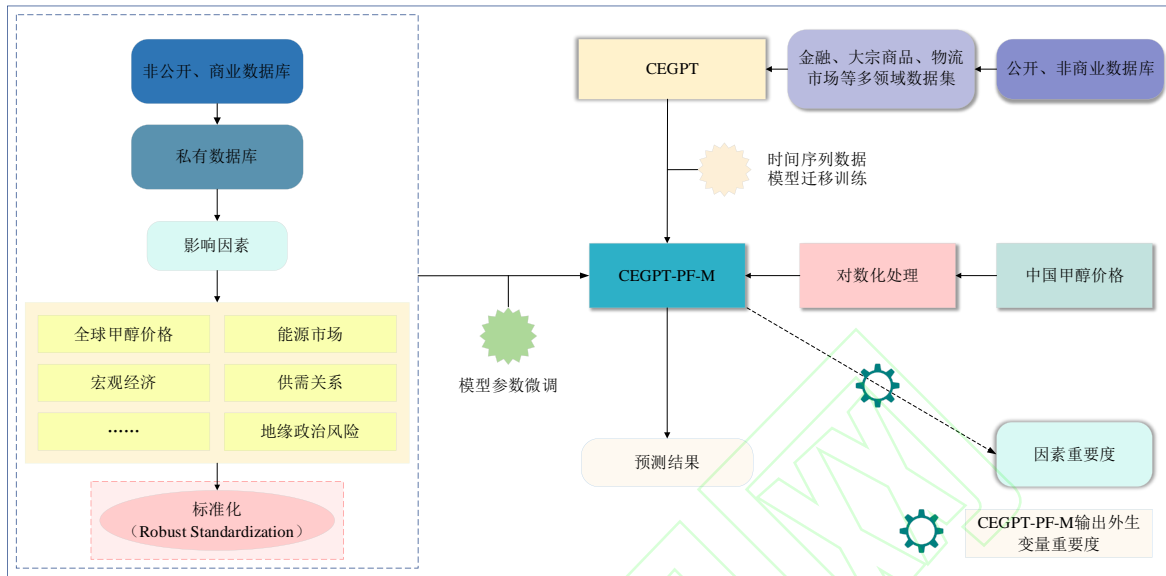 非公开、商业数据库
私有数据库
影响因素
全球甲醇价格
能源市场
宏观经济
供需关系
……
地缘政治风险
标准化
（Robust Standardization）
CEGPT
金融、大宗商品、物流
市场等多领域数据集
公开、非商业数据库
时间序列数据
模型迁移训练
CEGPT-PF-M
对数化处理
中国甲醇价格
模型参数微调
预测结果
因素重要度
CEGPT-PF-M输出外生
变量重要度